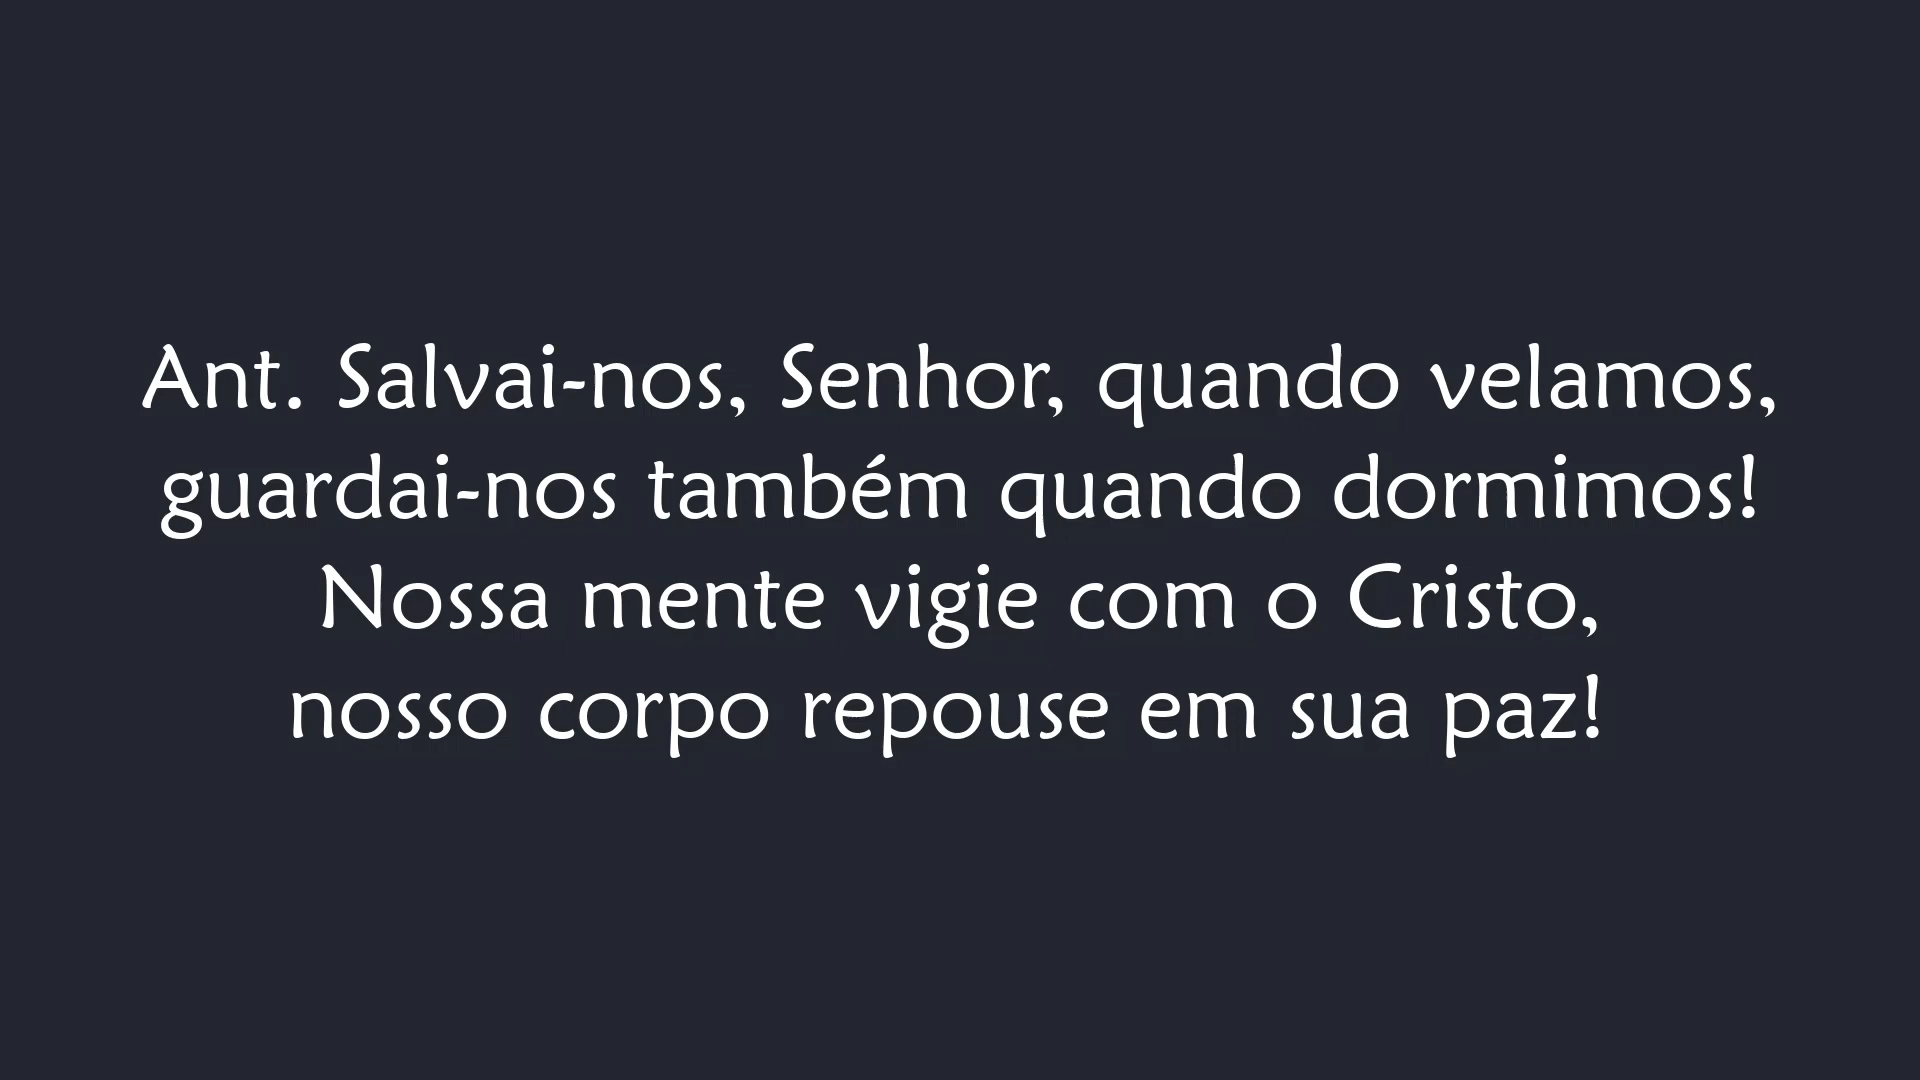 Ant. Salvai-nos, Senhor, quando velamos,
guardai-nos também quando dormimos!
Nossa mente vigie com o Cristo,
nosso corpo repouse em sua paz!